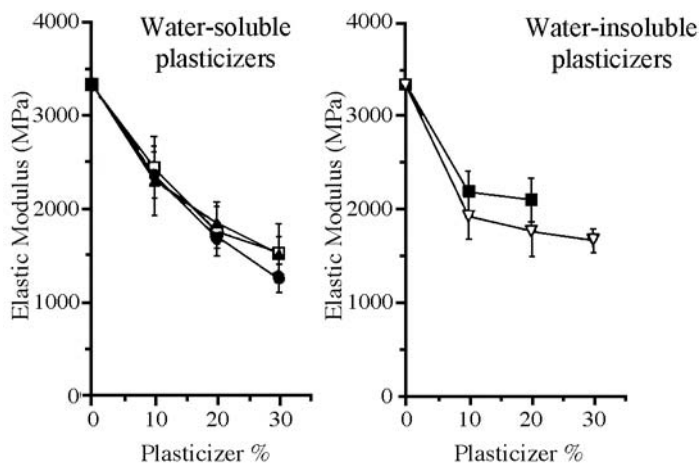 Water-soluble
plasticizers
Elastic Modulus (MPa)
4000
3000
2000
1000
0
0
10
20
30
Plasticizer %
Water-insoluble
plasticizers
Elastic Modulus (MPa)
4000
3000
2000
1000
0
0
10
20
30
Plasticizer %